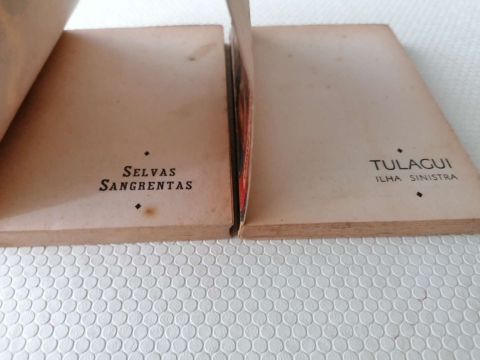 SELVAS
SANGRENTAS
TULAGUI
ILHA SINISTRA